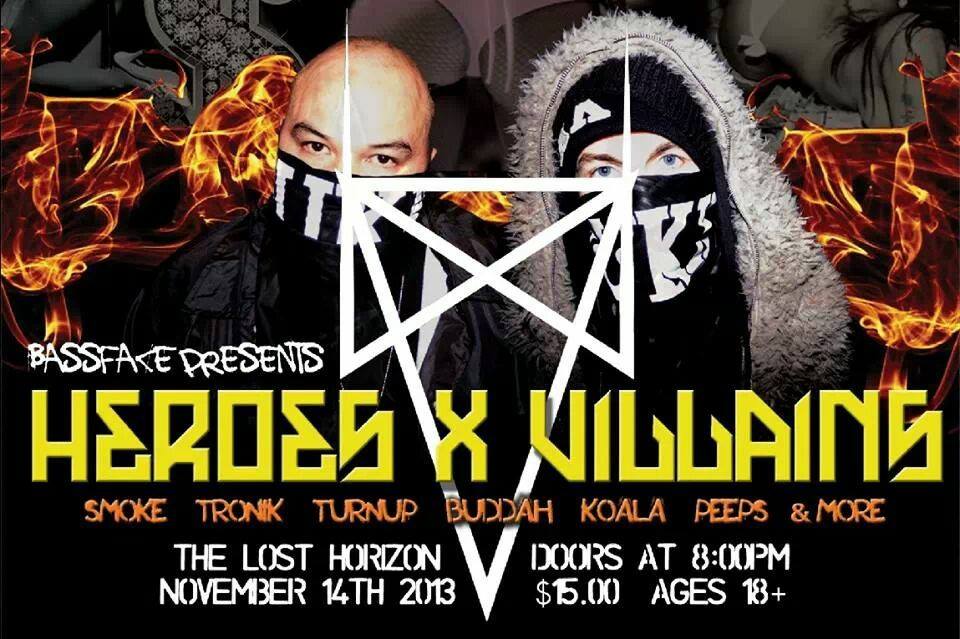 BASSFACE PRESENTS
HEROES X VILLAINS
SMOKE TRONIK TURNUP BUDDAH KOALA PEEPS & MORE
THE LOST HORIZON DOORS AT 8:00PM
NOVEMBER 14TH 2013 $15.00 AGES 18+